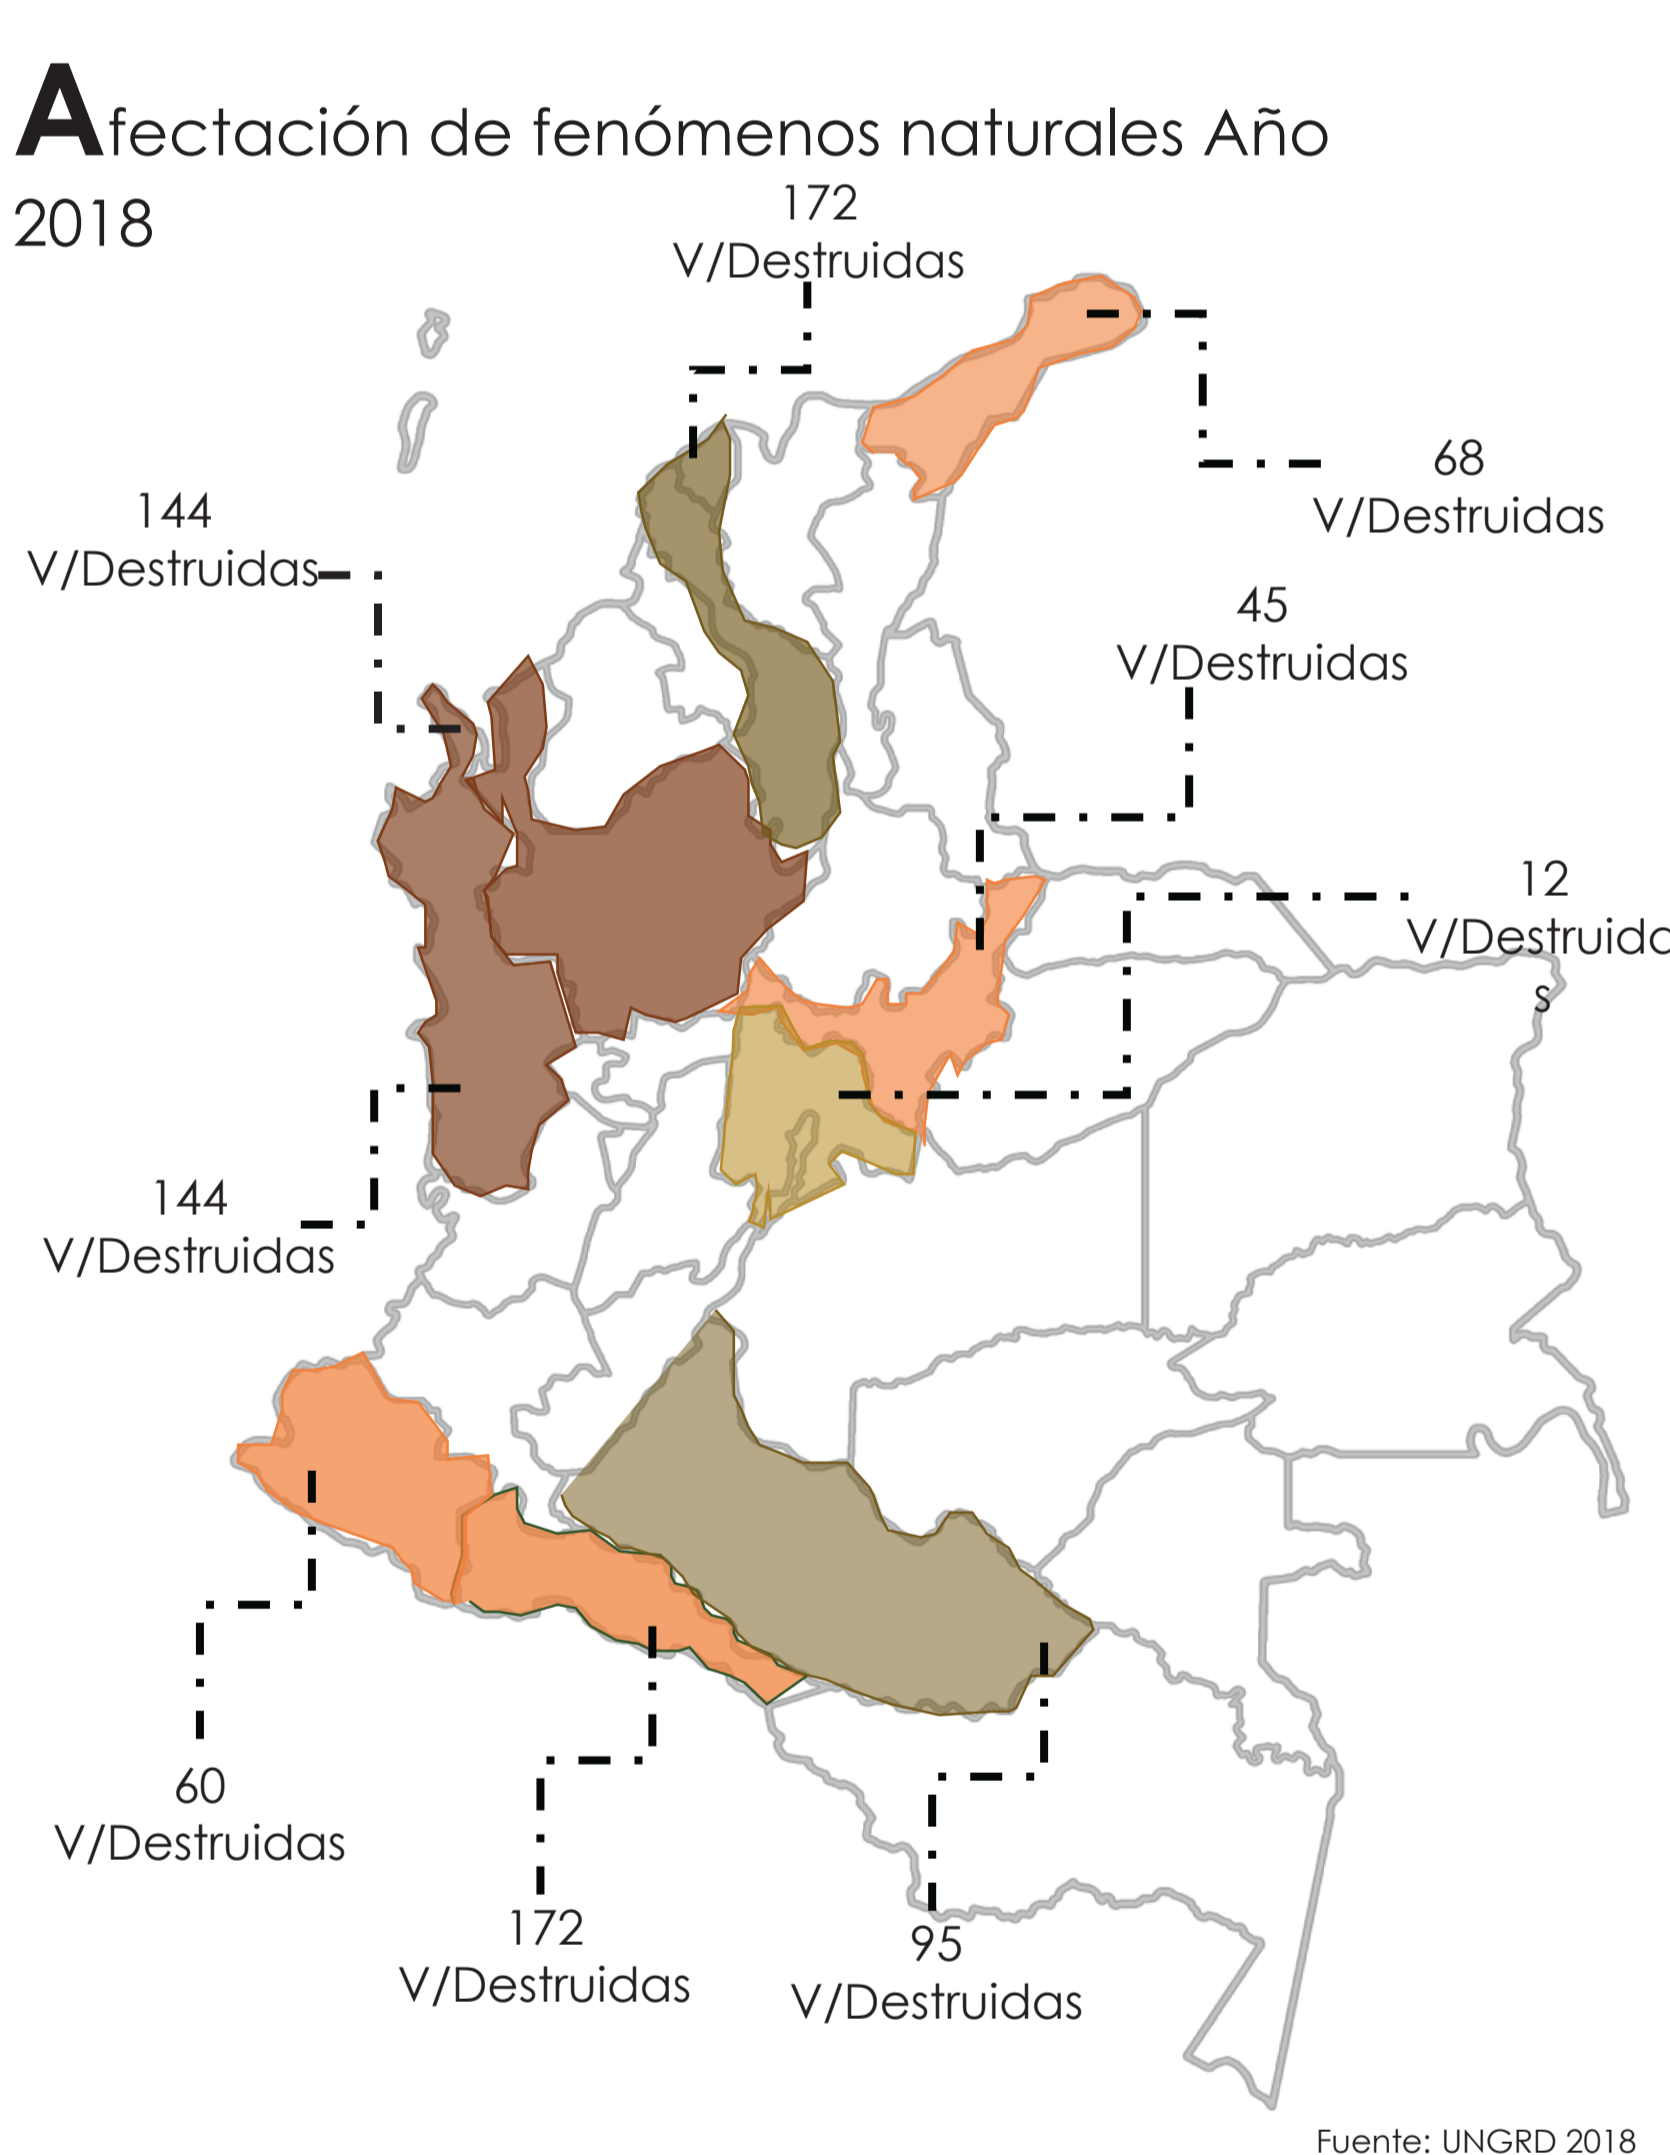 Afectación de fenómenos naturales Año
2018
172
V/Destruidas
68
V/Destruidas
144
V/Destruidas
45
V/Destruidas
12
V/Destruida
s
144
V/Destruidas
60
V/Destruidas
172
V/Destruidas
95
V/Destruidas
Fuente: UNGRD 2018